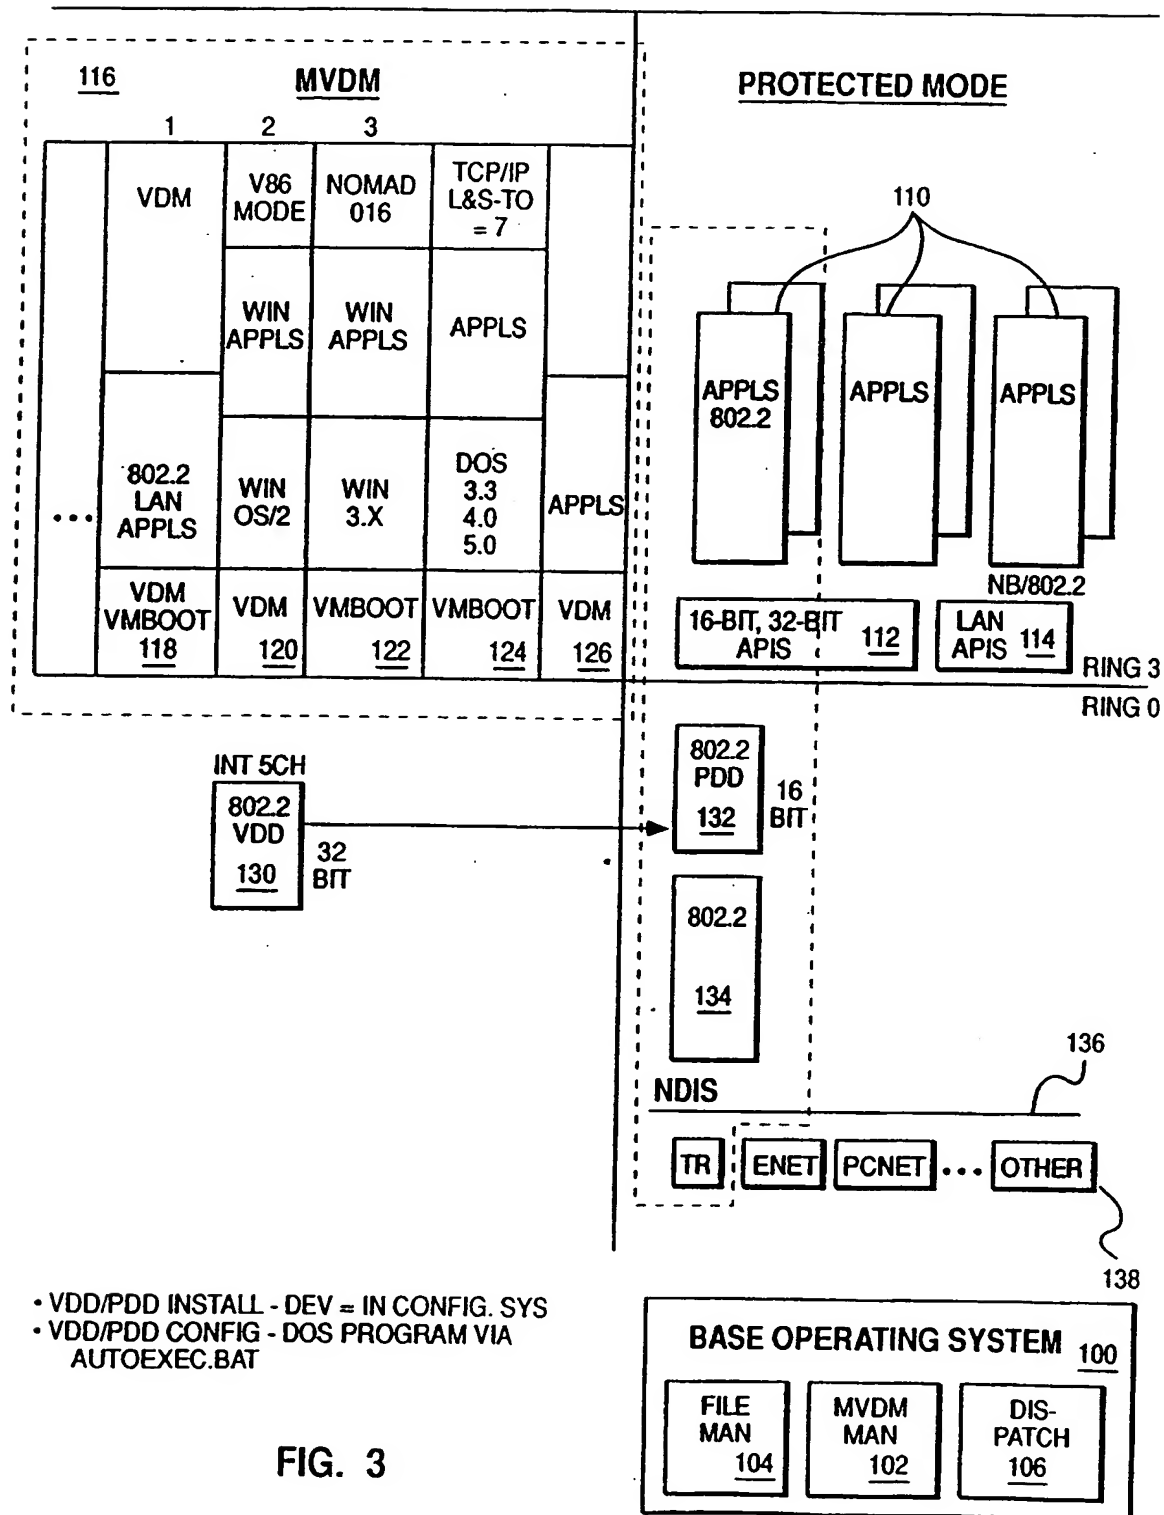 116
MVDM
PROTECTED MODE
1
2
3
VDM
V86
MODE
NOMAD
016
TCP/IP
L&S-TO
= 7
110
WIN
APPLS
WIN
APPLS
APPLS
APPLS
802.2
APPLS
APPLS
...
802.2
LAN
APPLS
WIN
OS/2
WIN
3.X
DOS
3.3
4.0
5.0
APPLS
NB/802.2
VDM
VMBOOT
118
VDM
120
VMBOOT
122
VMBOOT
124
VDM
126
16-BIT, 32-BIT
APIS
112
LAN
APIS
114
RING 3
RING 0
INT 5CH
802.2
VDD
130
32
BIT
802.2
PDD
132
16
BIT
802.2
134
136
NDIS
TR
ENET
PCNET
...
OTHER
138
• VDD/PDD INSTALL - DEV = IN CONFIG. SYS
• VDD/PDD CONFIG - DOS PROGRAM VIA
AUTOEXEC.BAT
BASE OPERATING SYSTEM
100
FILE
MAN
104
MVDM
MAN
102
DIS-
PATCH
106
FIG. 3